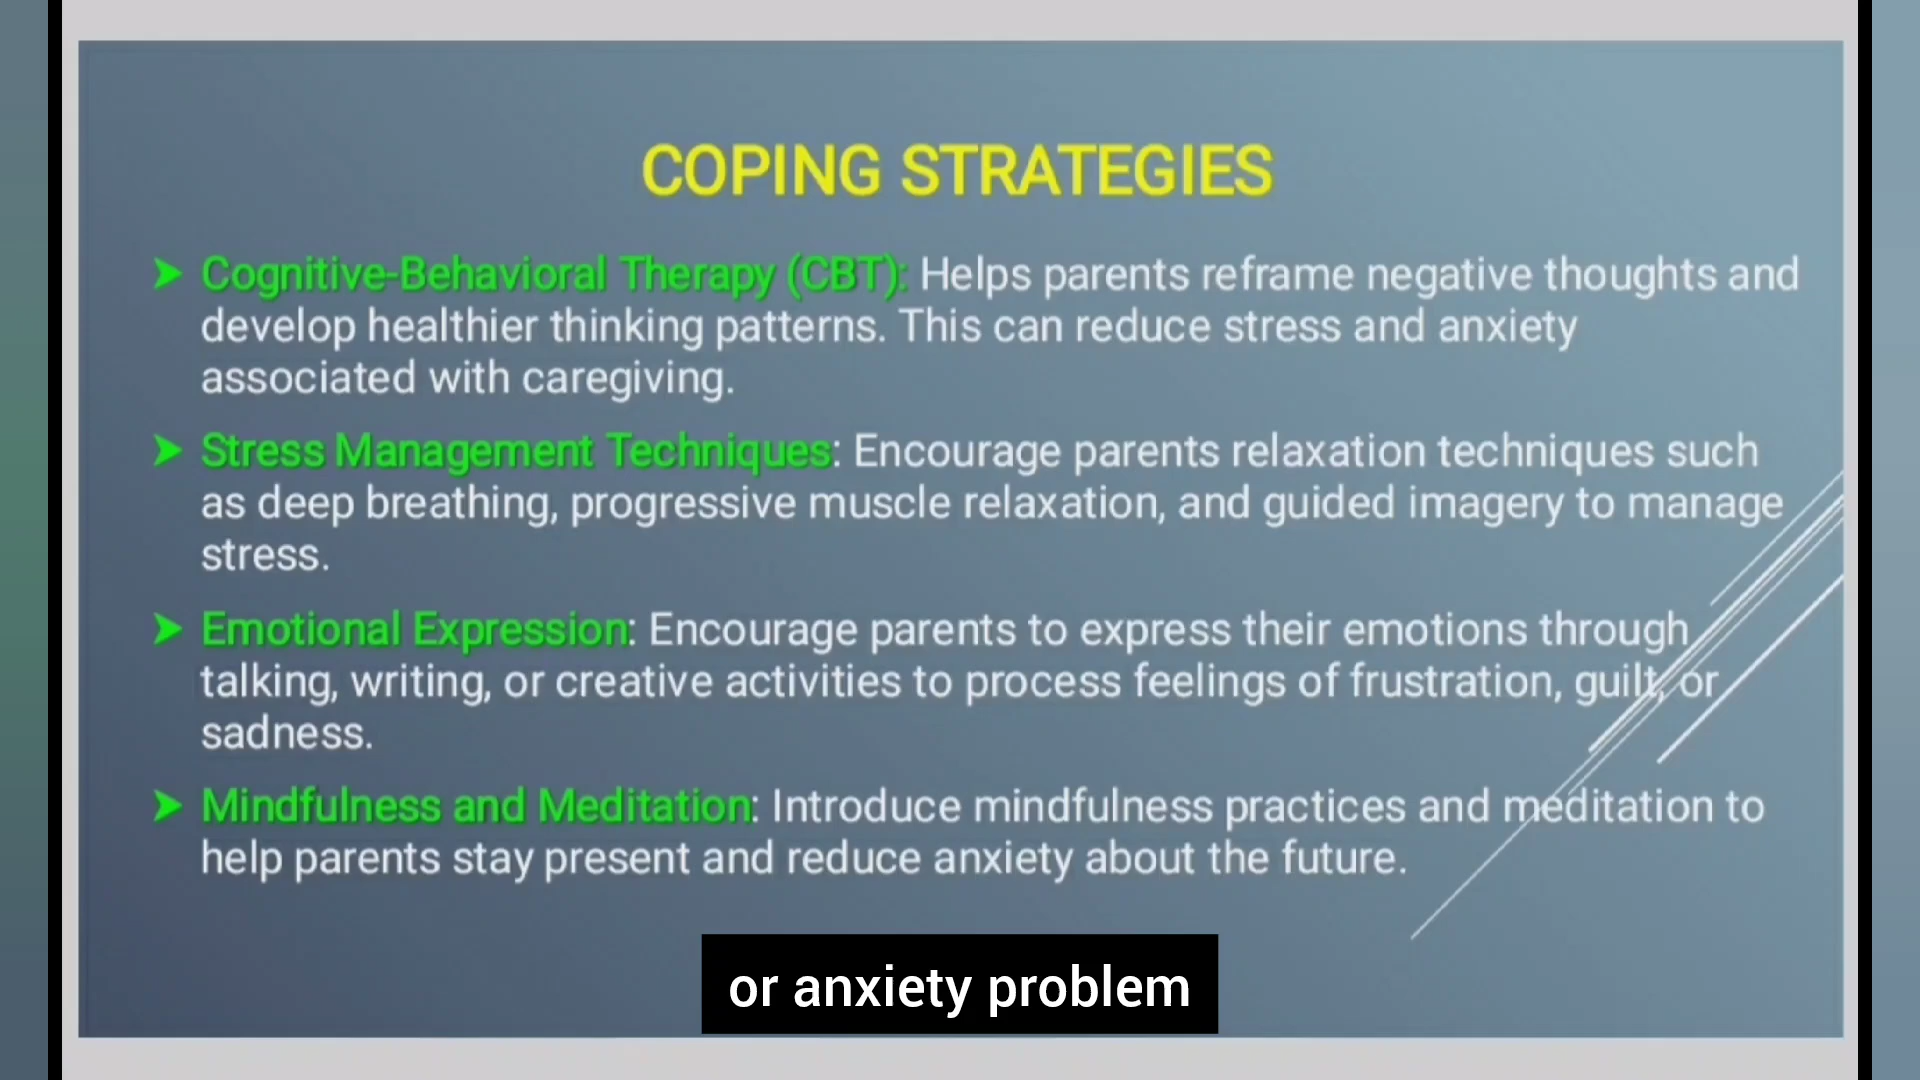 COPING STRATEGIES
➤ Cognitive-Behavioral Therapy (CBT): Helps parents reframe negative thoughts and
develop healthier thinking patterns. This can reduce stress and anxiety
associated with caregiving.
➤ Stress Management Techniques: Encourage parents relaxation techniques such
as deep breathing, progressive muscle relaxation, and guided imagery to manage
stress.
➤ Emotional Expression: Encourage parents to express their emotions through
talking, writing, or creative activities to process feelings of frustration, guilt, or
sadness.
➤ Mindfulness and Meditation: Introduce mindfulness practices and meditation to
help parents stay present and reduce anxiety about the future.
or anxiety problem